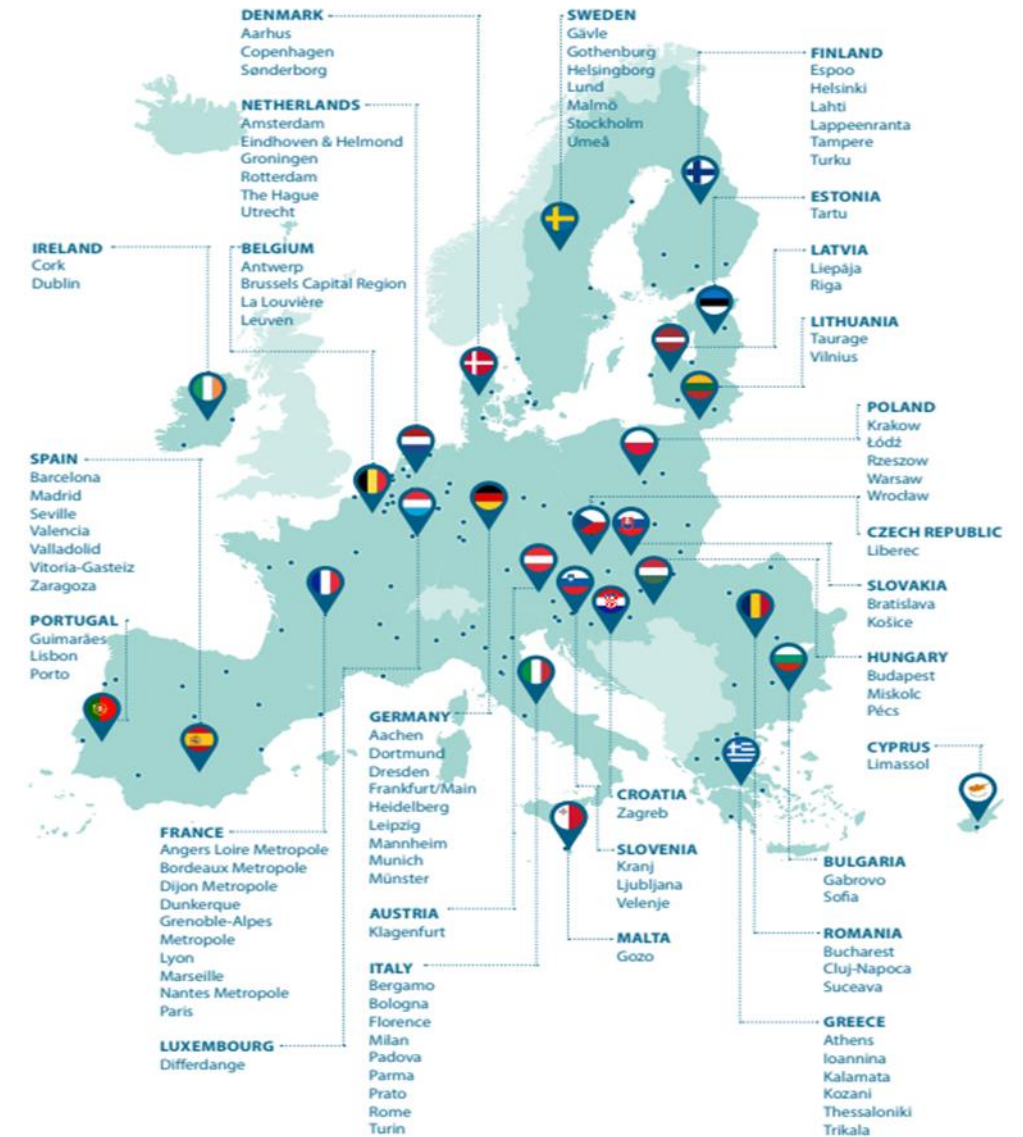 DENMARK
Aarhus
Copenhagen
Sønderborg
NETHERLANDS
Amsterdam
Eindhoven & Helmond
Groningen
Rotterdam
The Hague
Utrecht
BELGIUM
Antwerp
Brussels Capital Region
La Louvière
Leuven
SWEDEN
Gävle
Gothenburg
Helsingborg
Lund
Malmö
Stockholm
Umeå
FINLAND
Espoo
Helsinki
Lahti
Lappeenranta
Tampere
Turku
ESTONIA
Tartu
LATVIA
Liepāja
Riga
LITHUANIA
Taurage
Vilnius
IRELAND
Cork
Dublin
POLAND
Krakow
Łódź
Rzeszow
Warsaw
Wrocław
CZECH REPUBLIC
Liberec
SLOVAKIA
Bratislava
Košice
HUNGARY
Budapest
Miskolc
Pécs
CYPRUS
Limassol
SPAIN
Barcelona
Madrid
Seville
Valencia
Valladolid
Vitoria-Gasteiz
Zaragoza
PORTUGAL
Guimarães
Lisbon
Porto
FRANCE
Angers Loire Metropole
Bordeaux Metropole
Dijon Metropole
Dunkerque
Grenoble-Alpes
Metropole
Lyon
Marseille
Nantes Metropole
Paris
LUXEMBOURG
Differdange
GERMANY
Aachen
Dortmund
Dresden
Frankfurt/Main
Heidelberg
Leipzig
Mannheim
Munich
Münster
AUSTRIA
Klagenfurt
ITALY
Bergamo
Bologna
Florence
Milan
Padova
Parma
Prato
Rome
Turin
CROATIA
Zagreb
SLOVENIA
Kranj
Ljubljana
Velenje
MALTA
Gozo
BULGARIA
Gabrovo
Sofia
ROMANIA
Bucharest
Cluj-Napoca
Suceava
GREECE
Athens
Ioannina
Kalamata
Kozani
Thessaloniki
Trikala